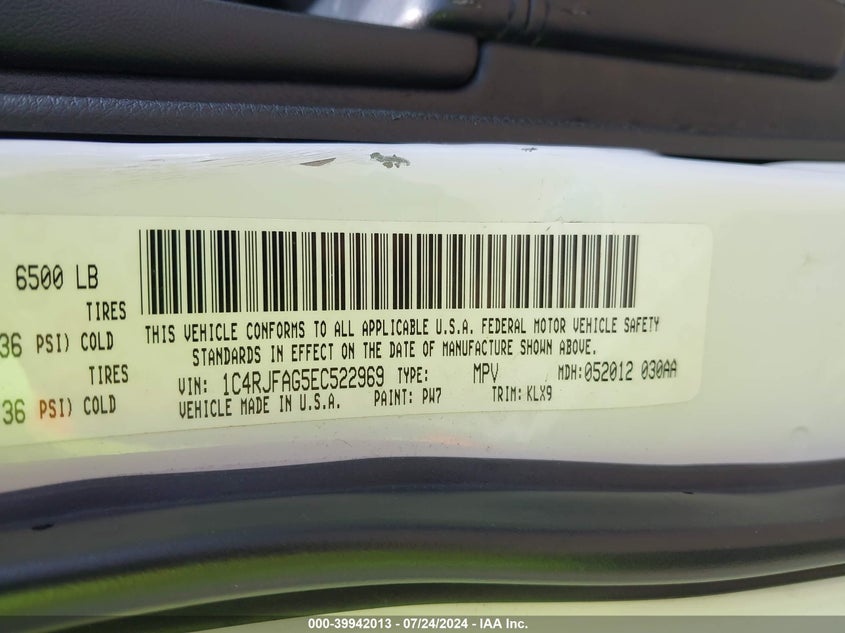 6500 LB
TIRES
36 PSI) COLD
TIRES
36 PSI) COLD
THIS VEHICLE CONFORMS TO ALL APPLICABLE U.S.A. FEDERAL MOTOR VEHICLE SAFETY
STANDARDS IN EFFECT ON THE DATE OF MANUFACTURE SHOWN ABOVE.
VIN: 1C4RJFAG5EC522969 TYPE: MPV MDH:052012 030AA
VEHICLE MADE IN U.S.A. PAINT: PW7 TRIM: KLX9
000-39942013 - 07/24/2024 - IAA Inc.